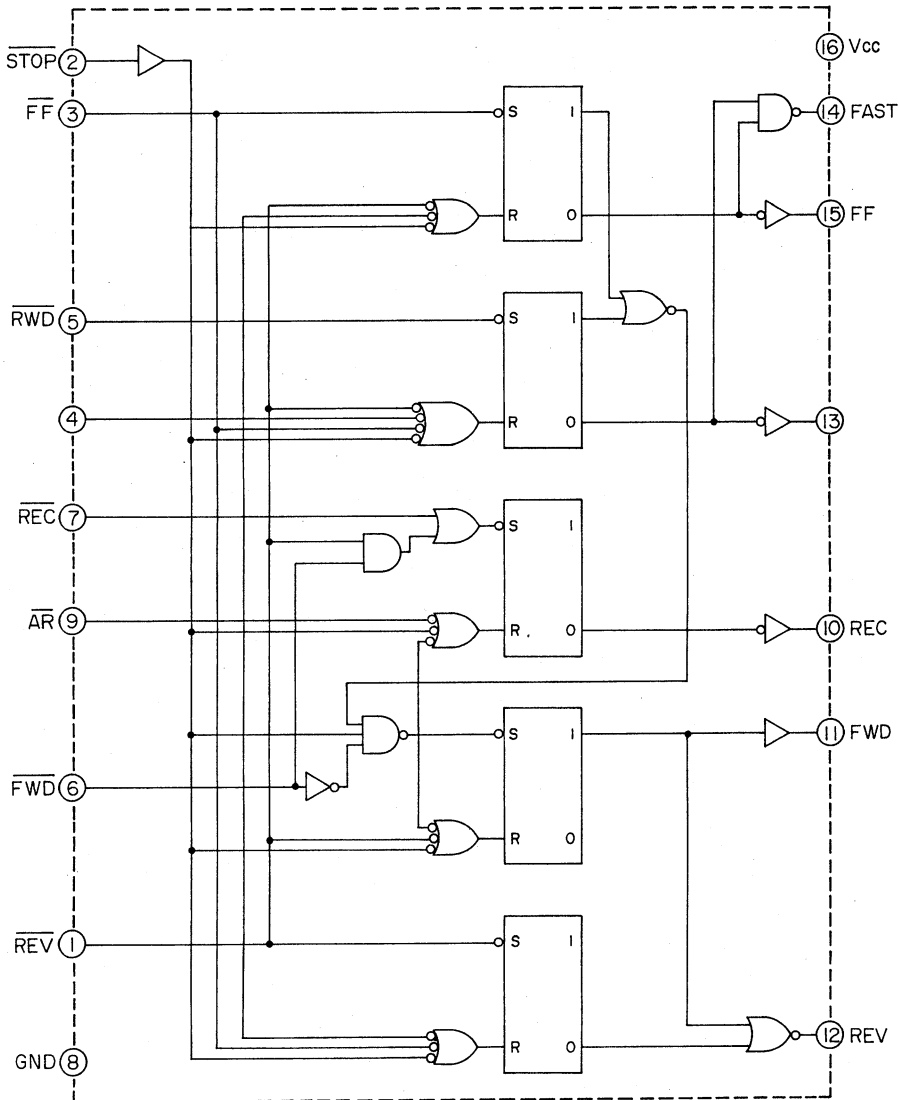 16 Vcc
STOP 2
FF 3
S 1
14 FAST
R 0
15 FF
RWD 5
S 1
4
R 0
13
REC 7
S 1
AR 9
R. 0
10 REC
S 1
11 FWD
FWD 6
R 0
REV 1
S 1
R 0
12 REV
GND 8